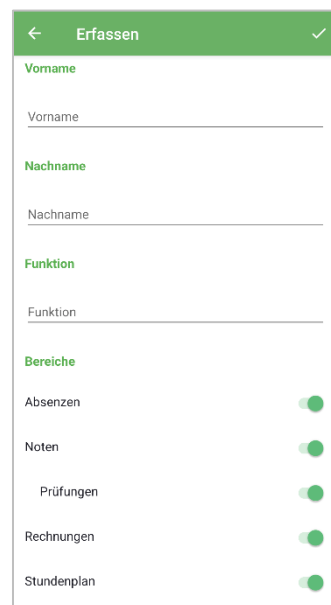 Erfassen
Vorname
Vorname
Nachname
Nachname
Funktion
Funktion
Bereiche
Absenzen
Noten
Prüfungen
Rechnungen
Stundenplan